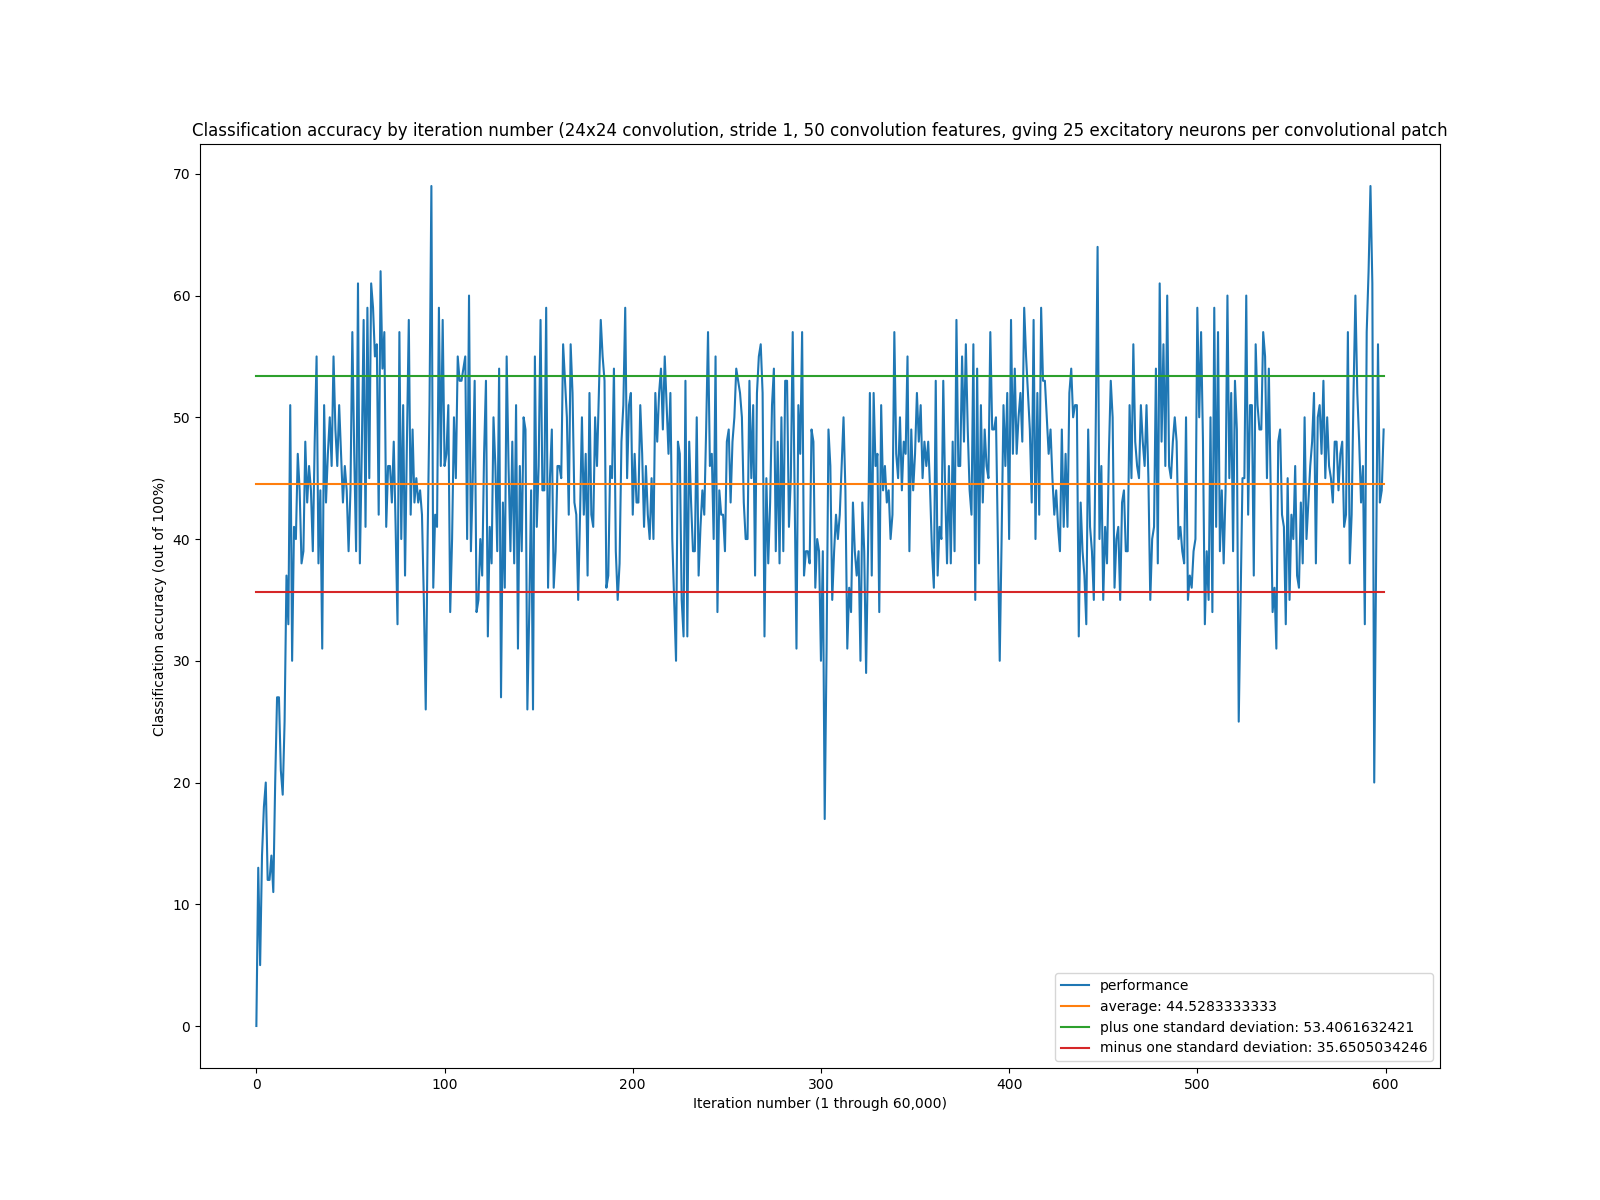 Classification accuracy by iteration number (24x24 convolution, stride 1, 50 convolution features, gving 25 excitatory neurons per convolutional patch
70
60
50
40
30
20
10
0
Classification accuracy (out of 100%)
performance
average: 44.5283333333
plus one standard deviation: 53.4061632421
minus one standard deviation: 35.6505034246
0 100 200 300 400 500 600
Iteration number (1 through 60,000)